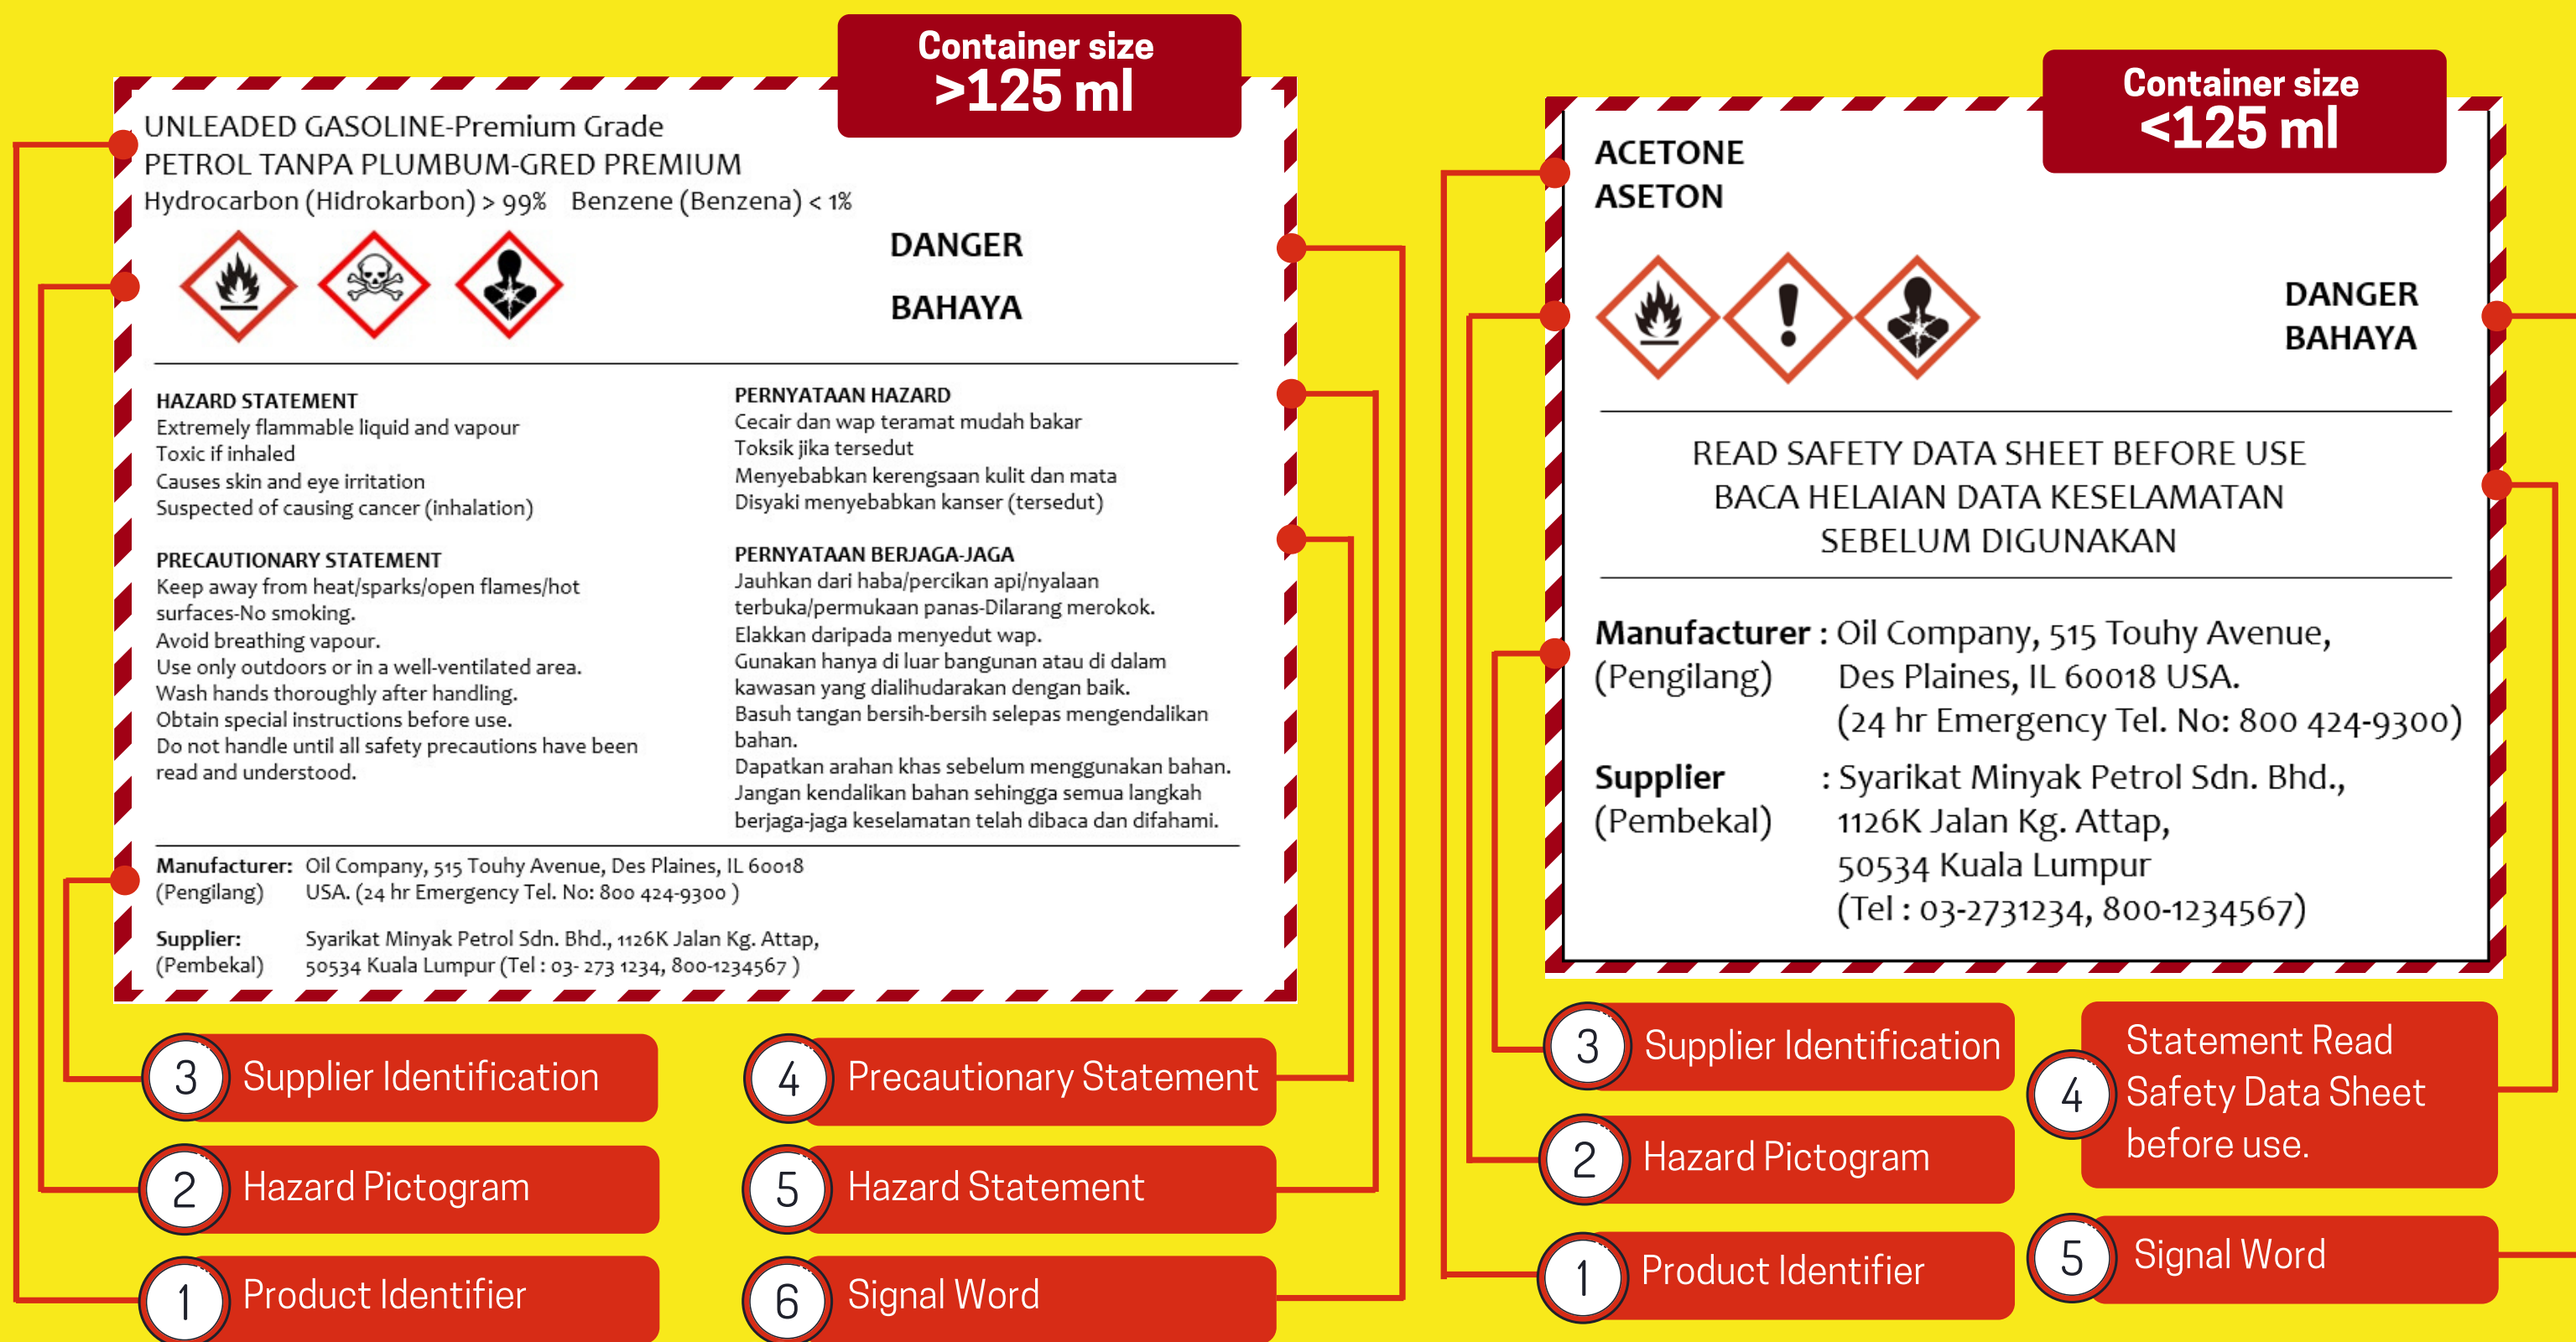 Container size
>125 ml
UNLEADED GASOLINE-Premium Grade
PETROL TANPA PLUMBUM-GRED PREMIUM
Hydrocarbon (Hidrokarbon) > 99% Benzene (Benzena) < 1%
DANGER
BAHAYA
HAZARD STATEMENT
Extremely flammable liquid and vapour
Toxic if inhaled
Causes skin and eye irritation
Suspected of causing cancer (inhalation)
PRECAUTIONARY STATEMENT
Keep away from heat/sparks/open flames/hot
surfaces-No smoking.
Avoid breathing vapour.
Use only outdoors or in a well-ventilated area.
Wash hands thoroughly after handling.
Obtain special instructions before use.
Do not handle until all safety precautions have been
read and understood.
PERNYATAAN HAZARD
Cecair dan wap teramat mudah bakar
Toksik jika tersedut
Menyebabkan kerengsaan kulit dan mata
Disyaki menyebabkan kanser (tersedut)
PERNYATAAN BERJAGA-JAGA
Jauhkan dari haba/percikan api/nyalaan
terbuka/permukaan panas-Dilarang merokok.
Elakkan daripada menyedut wap.
Gunakan hanya di luar bangunan atau di dalam
kawasan yang dialihudarakan dengan baik.
Basuh tangan bersih-bersih selepas mengendalikan
bahan.
Dapatkan arahan khas sebelum menggunakan bahan.
Jangan kendalikan bahan sehingga semua langkah
berjaga-jaga keselamatan telah dibaca dan difahami.
Manufacturer: Oil Company, 515 Touhy Avenue, Des Plaines, IL 60018
(Pengilang) USA. (24 hr Emergency Tel. No: 800 424-9300 )
Supplier: Syarikat Minyak Petrol Sdn. Bhd., 1126K Jalan Kg. Attap,
(Pembekal) 50534 Kuala Lumpur (Tel : 03- 273 1234, 800-1234567 )
3 Supplier Identification
2 Hazard Pictogram
1 Product Identifier
4 Precautionary Statement
5 Hazard Statement
6 Signal Word
Container size
<125 ml
ACETONE
ASETON
DANGER
BAHAYA
READ SAFETY DATA SHEET BEFORE USE
BACA HELAIAN DATA KESELAMATAN
SEBELUM DIGUNAKAN
Manufacturer : Oil Company, 515 Touhy Avenue,
(Pengilang) Des Plaines, IL 60018 USA.
(24 hr Emergency Tel. No: 800 424-9300)
Supplier : Syarikat Minyak Petrol Sdn. Bhd.,
(Pembekal) 1126K Jalan Kg. Attap,
50534 Kuala Lumpur
(Tel : 03-2731234, 800-1234567)
3 Supplier Identification
2 Hazard Pictogram
1 Product Identifier
Statement Read
4 Safety Data Sheet
before use.
5 Signal Word